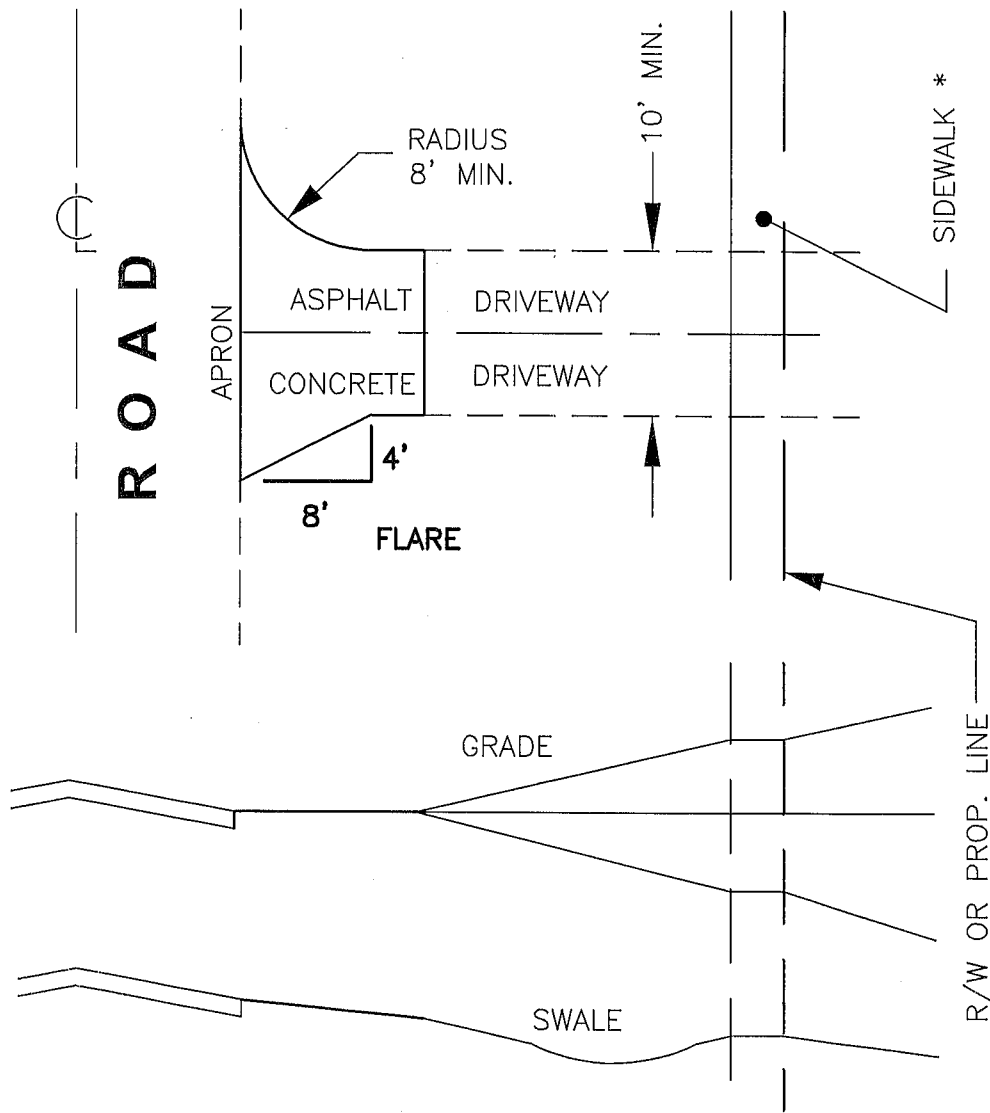 ℄
ROAD
RADIUS
8' MIN.
10' MIN.
SIDEWALK *
APRON
ASPHALT
DRIVEWAY
CONCRETE
DRIVEWAY
4'
8'
FLARE
GRADE
R/W OR PROP. LINE
SWALE